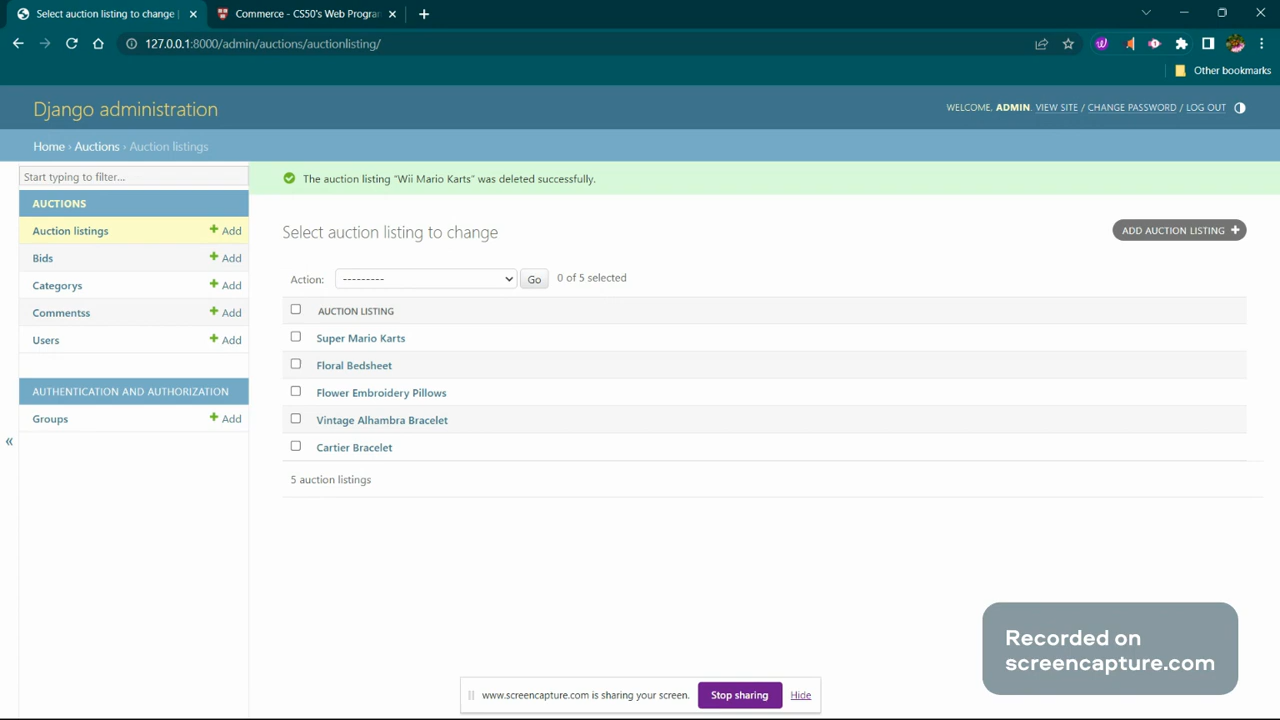 Select auction listing to change |
Commerce - CS50's Web Program
127.0.0.1:8000/admin/auctions/auctionlisting/
Other bookmarks
Django administration
WELCOME, ADMIN. VIEW SITE / CHANGE PASSWORD / LOG OUT
Home › Auctions › Auction listings
Start typing to filter...
The auction listing “Wii Mario Karts” was deleted successfully.
AUCTIONS
Auction listings + Add
Bids + Add
Categorys + Add
Commentss + Add
Users + Add
AUTHENTICATION AND AUTHORIZATION
Groups + Add
«
Select auction listing to change
ADD AUCTION LISTING +
Action: --------- Go 0 of 5 selected
AUCTION LISTING
Super Mario Karts
Floral Bedsheet
Flower Embroidery Pillows
Vintage Alhambra Bracelet
Cartier Bracelet
5 auction listings
Recorded on
screencapture.com
www.screencapture.com is sharing your screen. Stop sharing Hide